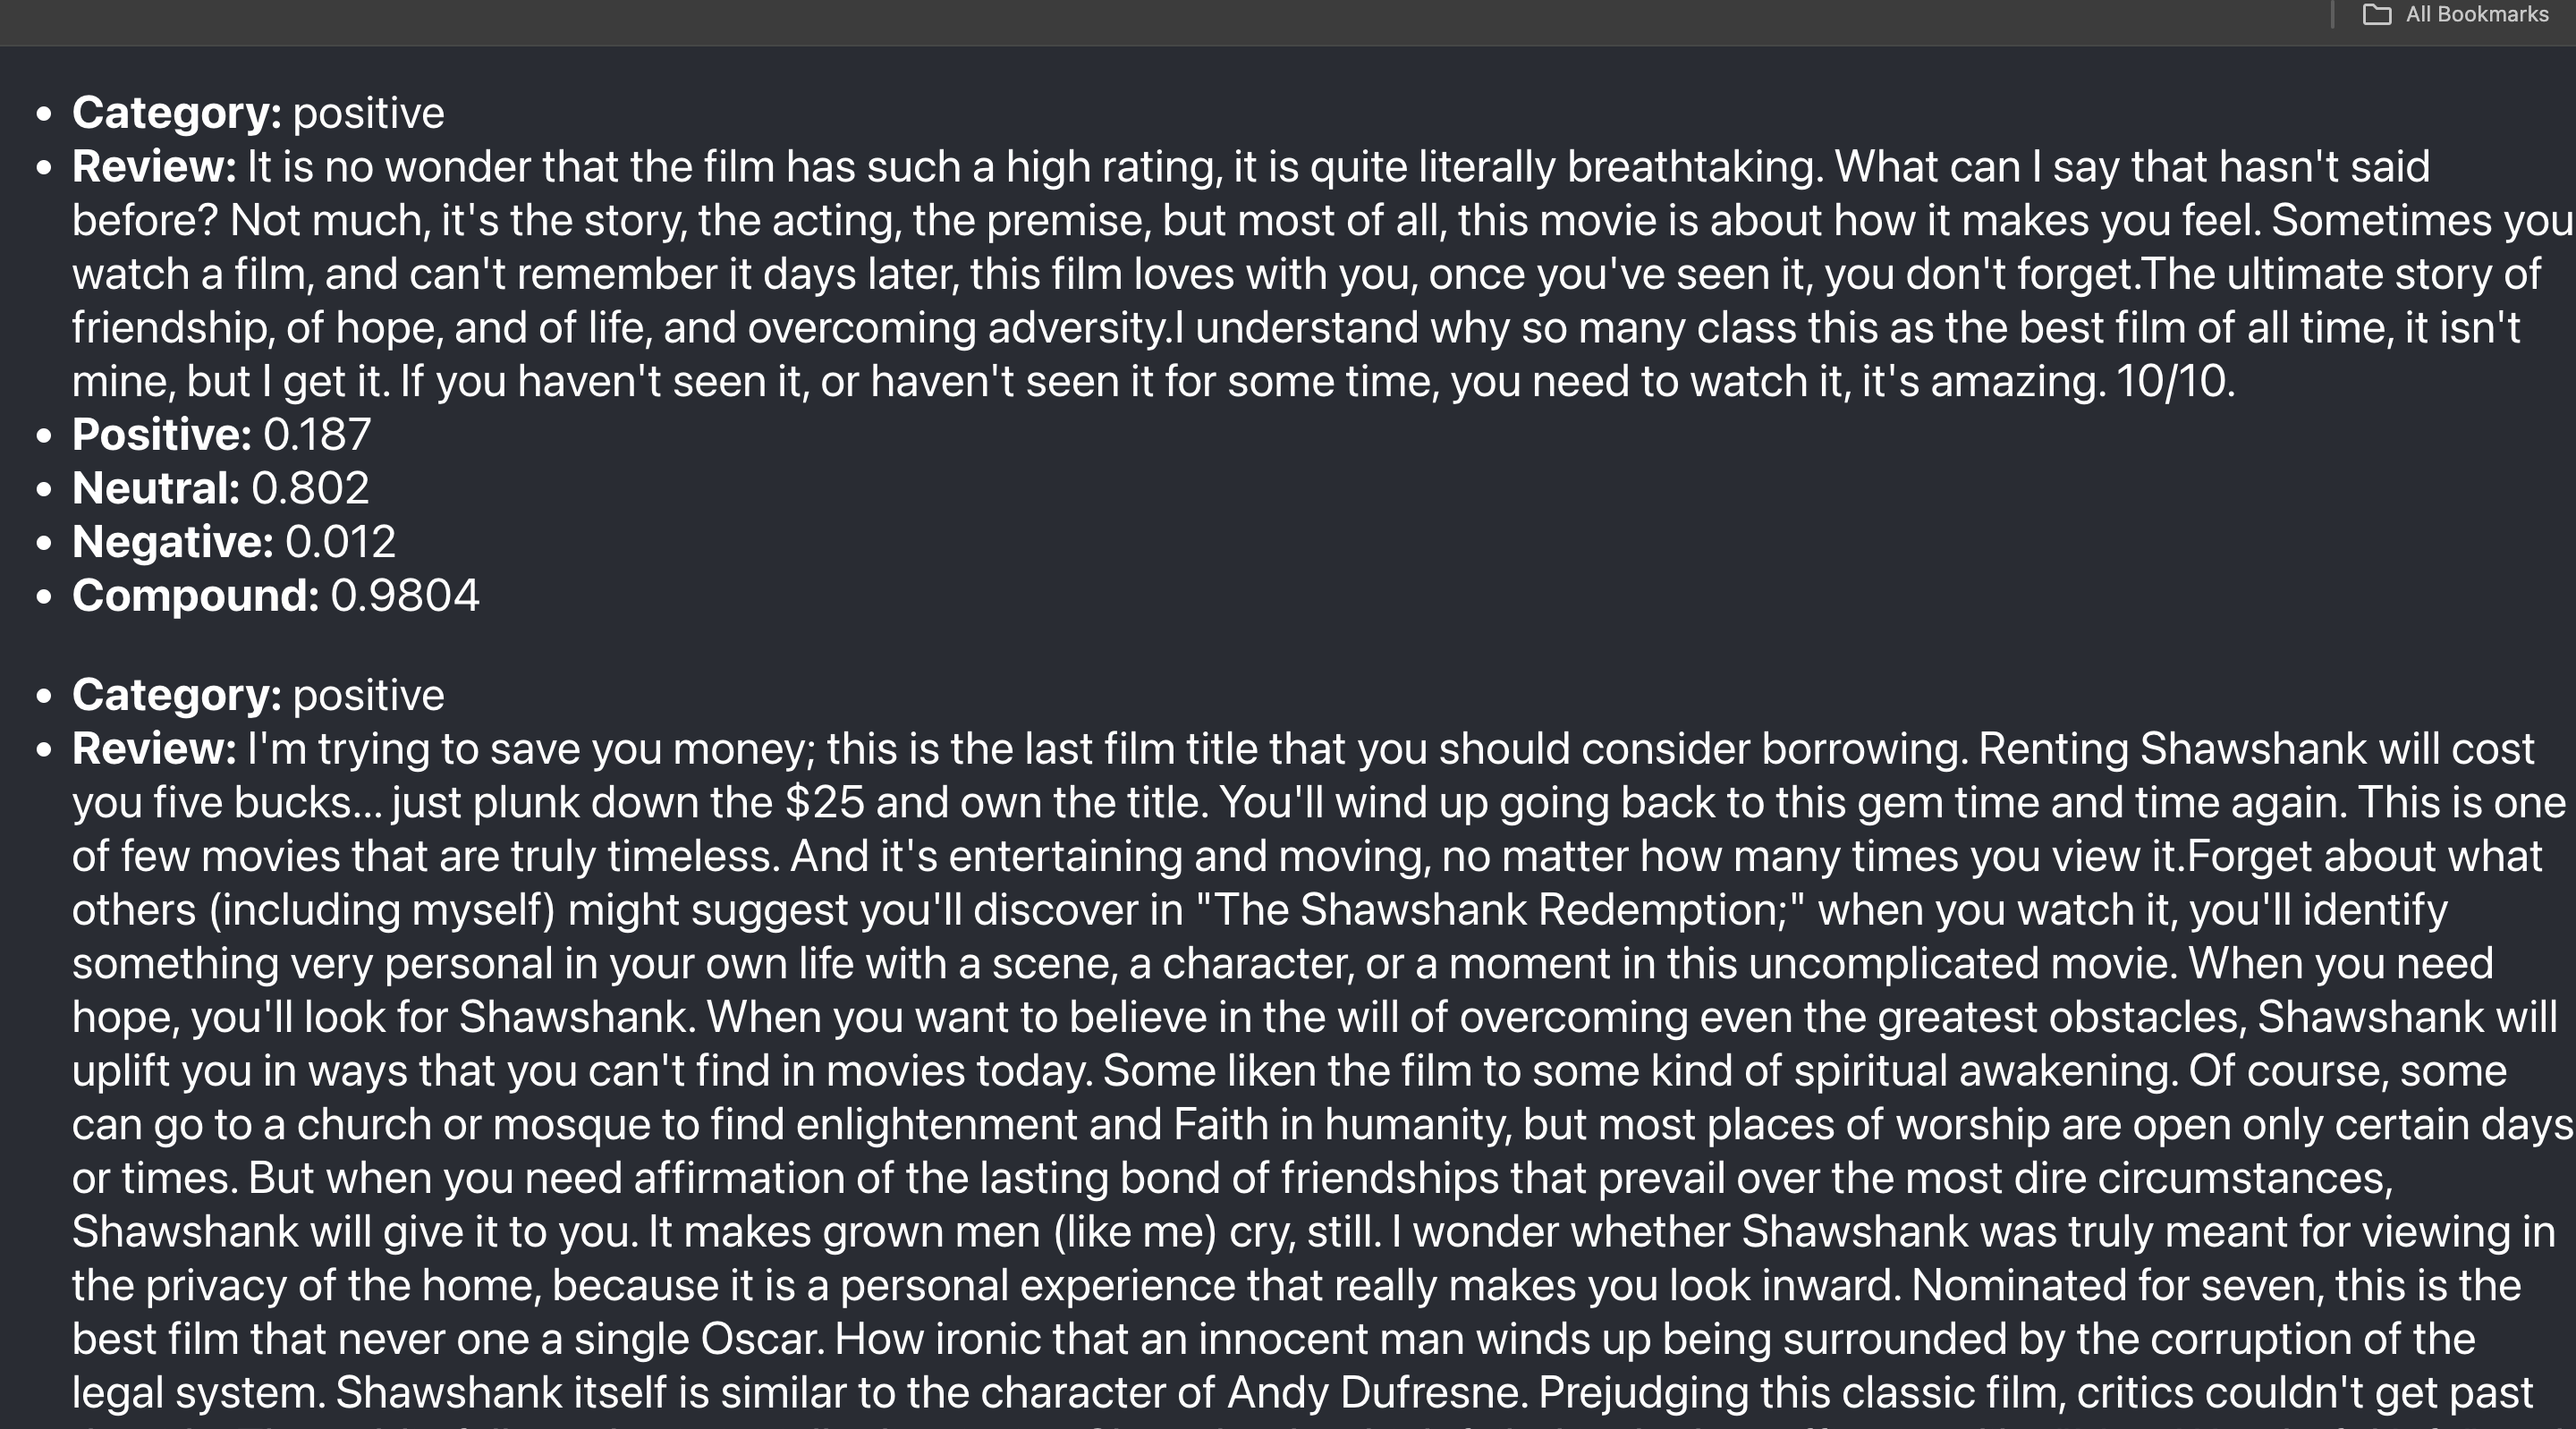 All Bookmarks
• Category: positive
• Review: It is no wonder that the film has such a high rating, it is quite literally breathtaking. What can I say that hasn't said
before? Not much, it's the story, the acting, the premise, but most of all, this movie is about how it makes you feel. Sometimes you
watch a film, and can't remember it days later, this film loves with you, once you've seen it, you don't forget.The ultimate story of
friendship, of hope, and of life, and overcoming adversity.I understand why so many class this as the best film of all time, it isn't
mine, but I get it. If you haven't seen it, or haven't seen it for some time, you need to watch it, it's amazing. 10/10.
• Positive: 0.187
• Neutral: 0.802
• Negative: 0.012
• Compound: 0.9804
• Category: positive
• Review: I'm trying to save you money; this is the last film title that you should consider borrowing. Renting Shawshank will cost
you five bucks... just plunk down the $25 and own the title. You'll wind up going back to this gem time and time again. This is one
of few movies that are truly timeless. And it's entertaining and moving, no matter how many times you view it.Forget about what
others (including myself) might suggest you'll discover in "The Shawshank Redemption;" when you watch it, you'll identify
something very personal in your own life with a scene, a character, or a moment in this uncomplicated movie. When you need
hope, you'll look for Shawshank. When you want to believe in the will of overcoming even the greatest obstacles, Shawshank will
uplift you in ways that you can't find in movies today. Some liken the film to some kind of spiritual awakening. Of course, some
can go to a church or mosque to find enlightenment and Faith in humanity, but most places of worship are open only certain days
or times. But when you need affirmation of the lasting bond of friendships that prevail over the most dire circumstances,
Shawshank will give it to you. It makes grown men (like me) cry, still. I wonder whether Shawshank was truly meant for viewing in
the privacy of the home, because it is a personal experience that really makes you look inward. Nominated for seven, this is the
best film that never one a single Oscar. How ironic that an innocent man winds up being surrounded by the corruption of the
legal system. Shawshank itself is similar to the character of Andy Dufresne. Prejudging this classic film, critics couldn't get past